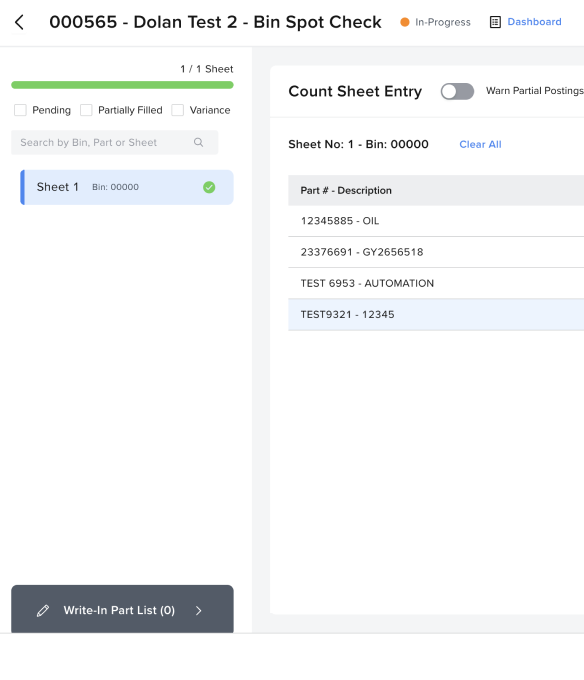 000565 - Dolan Test 2 - Bin Spot Check In-Progress Dashboard
1 / 1 Sheet
Pending Partially Filled Variance
Search by Bin, Part or Sheet
Sheet 1 Bin: 00000
Write-In Part List (0)
Count Sheet Entry Warn Partial Postings
Sheet No: 1 - Bin: 00000 Clear All
Part # - Description
12345885 - OIL
23376691 - GY2656518
TEST 6953 - AUTOMATION
TEST9321 - 12345